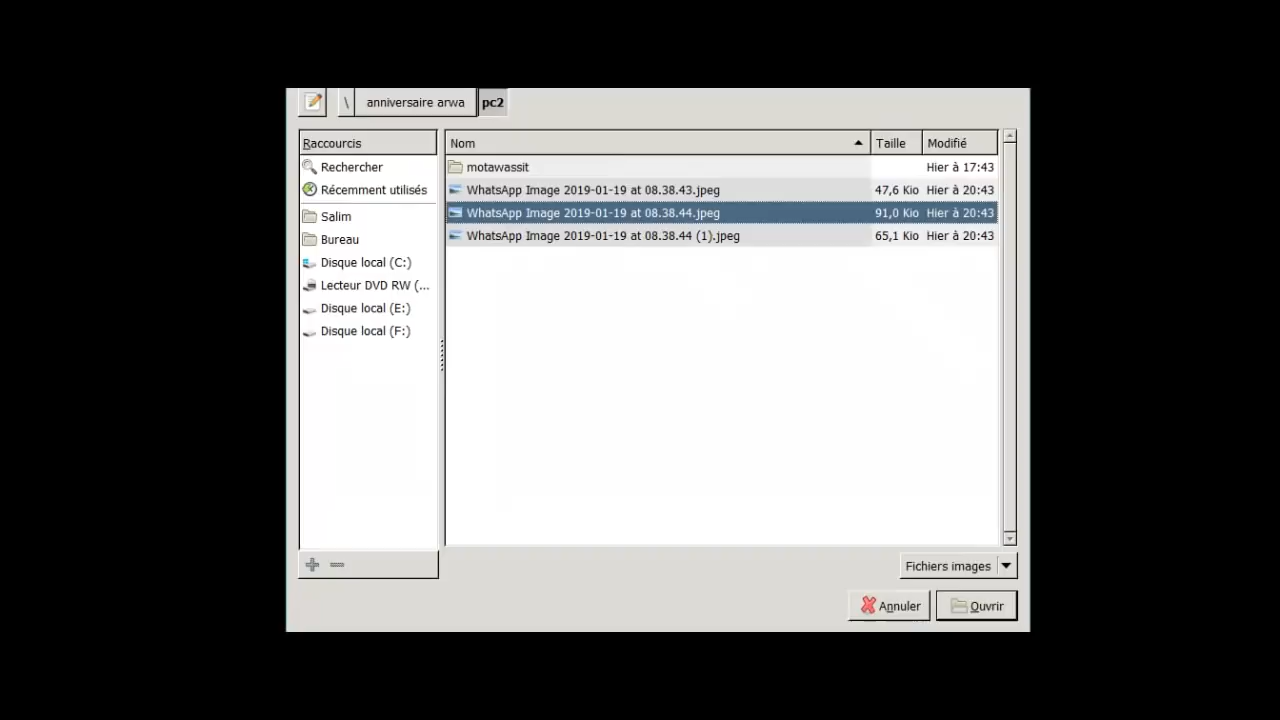 \ anniversaire arwa pc2
Raccourcis
Rechercher
Récemment utilisés
Salim
Bureau
Disque local (C:)
Lecteur DVD RW (...
Disque local (E:)
Disque local (F:)
Nom Taille Modifié
motawassit Hier à 17:43
WhatsApp Image 2019-01-19 at 08.38.43.jpeg 47,6 Kio Hier à 20:43
WhatsApp Image 2019-01-19 at 08.38.44.jpeg 91,0 Kio Hier à 20:43
WhatsApp Image 2019-01-19 at 08.38.44 (1).jpeg 65,1 Kio Hier à 20:43
Fichiers images
Annuler Ouvrir